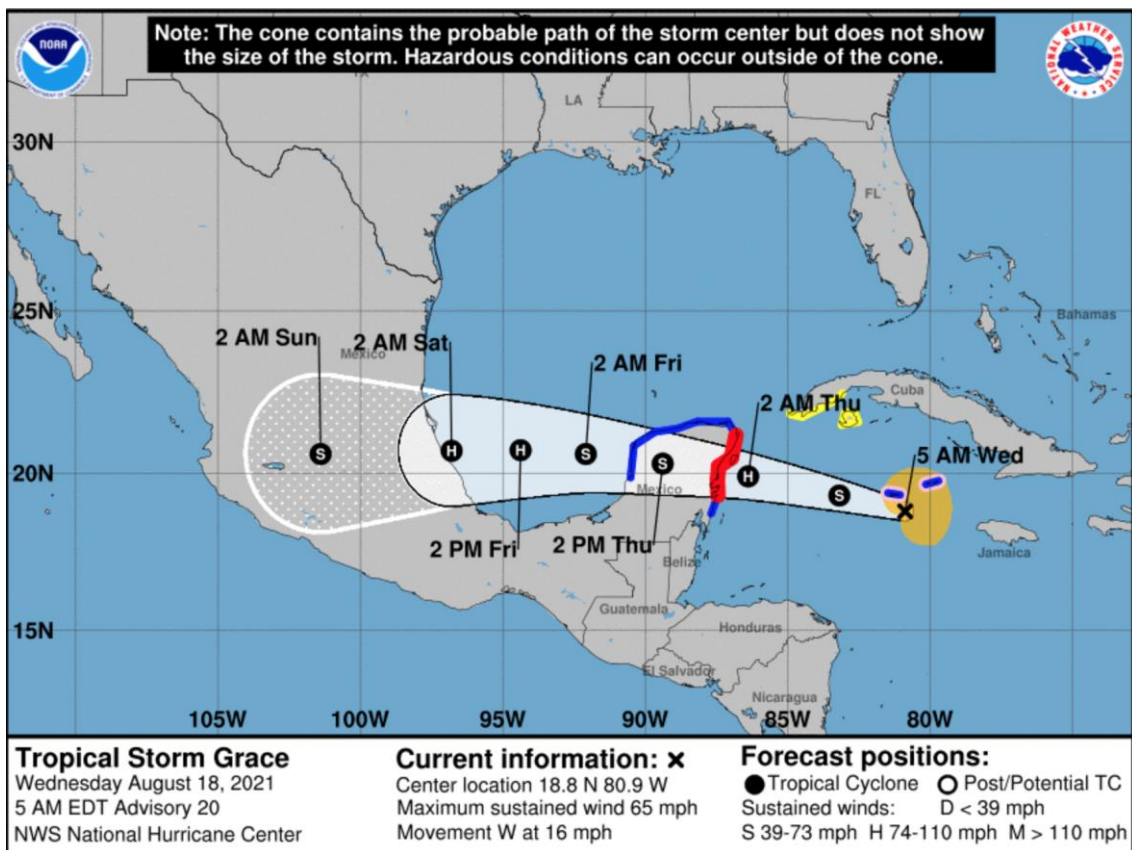 Note: The cone contains the probable path of the storm center but does not show
the size of the storm. Hazardous conditions can occur outside of the cone.
NOAA
NATIONAL WEATHER SERVICE
LA
30N
FL
25N
Bahamas
2 AM Sun
Mexico
2 AM Sat
2 AM Fri
Cuba
2 AM Thu
S
H
H
S
S
H
S
5 AM Wed
20N
Mexico
2 PM Fri
2 PM Thu
Jamaica
Belize
Guatemala
Honduras
15N
El Salvador
Nicaragua
105W
100W
95W
90W
85W
80W
Tropical Storm Grace
Wednesday August 18, 2021
5 AM EDT Advisory 20
NWS National Hurricane Center
Current information: ×
Center location 18.8 N 80.9 W
Maximum sustained wind 65 mph
Movement W at 16 mph
Forecast positions:
● Tropical Cyclone ○ Post/Potential TC
Sustained winds: D < 39 mph
S 39-73 mph H 74-110 mph M > 110 mph